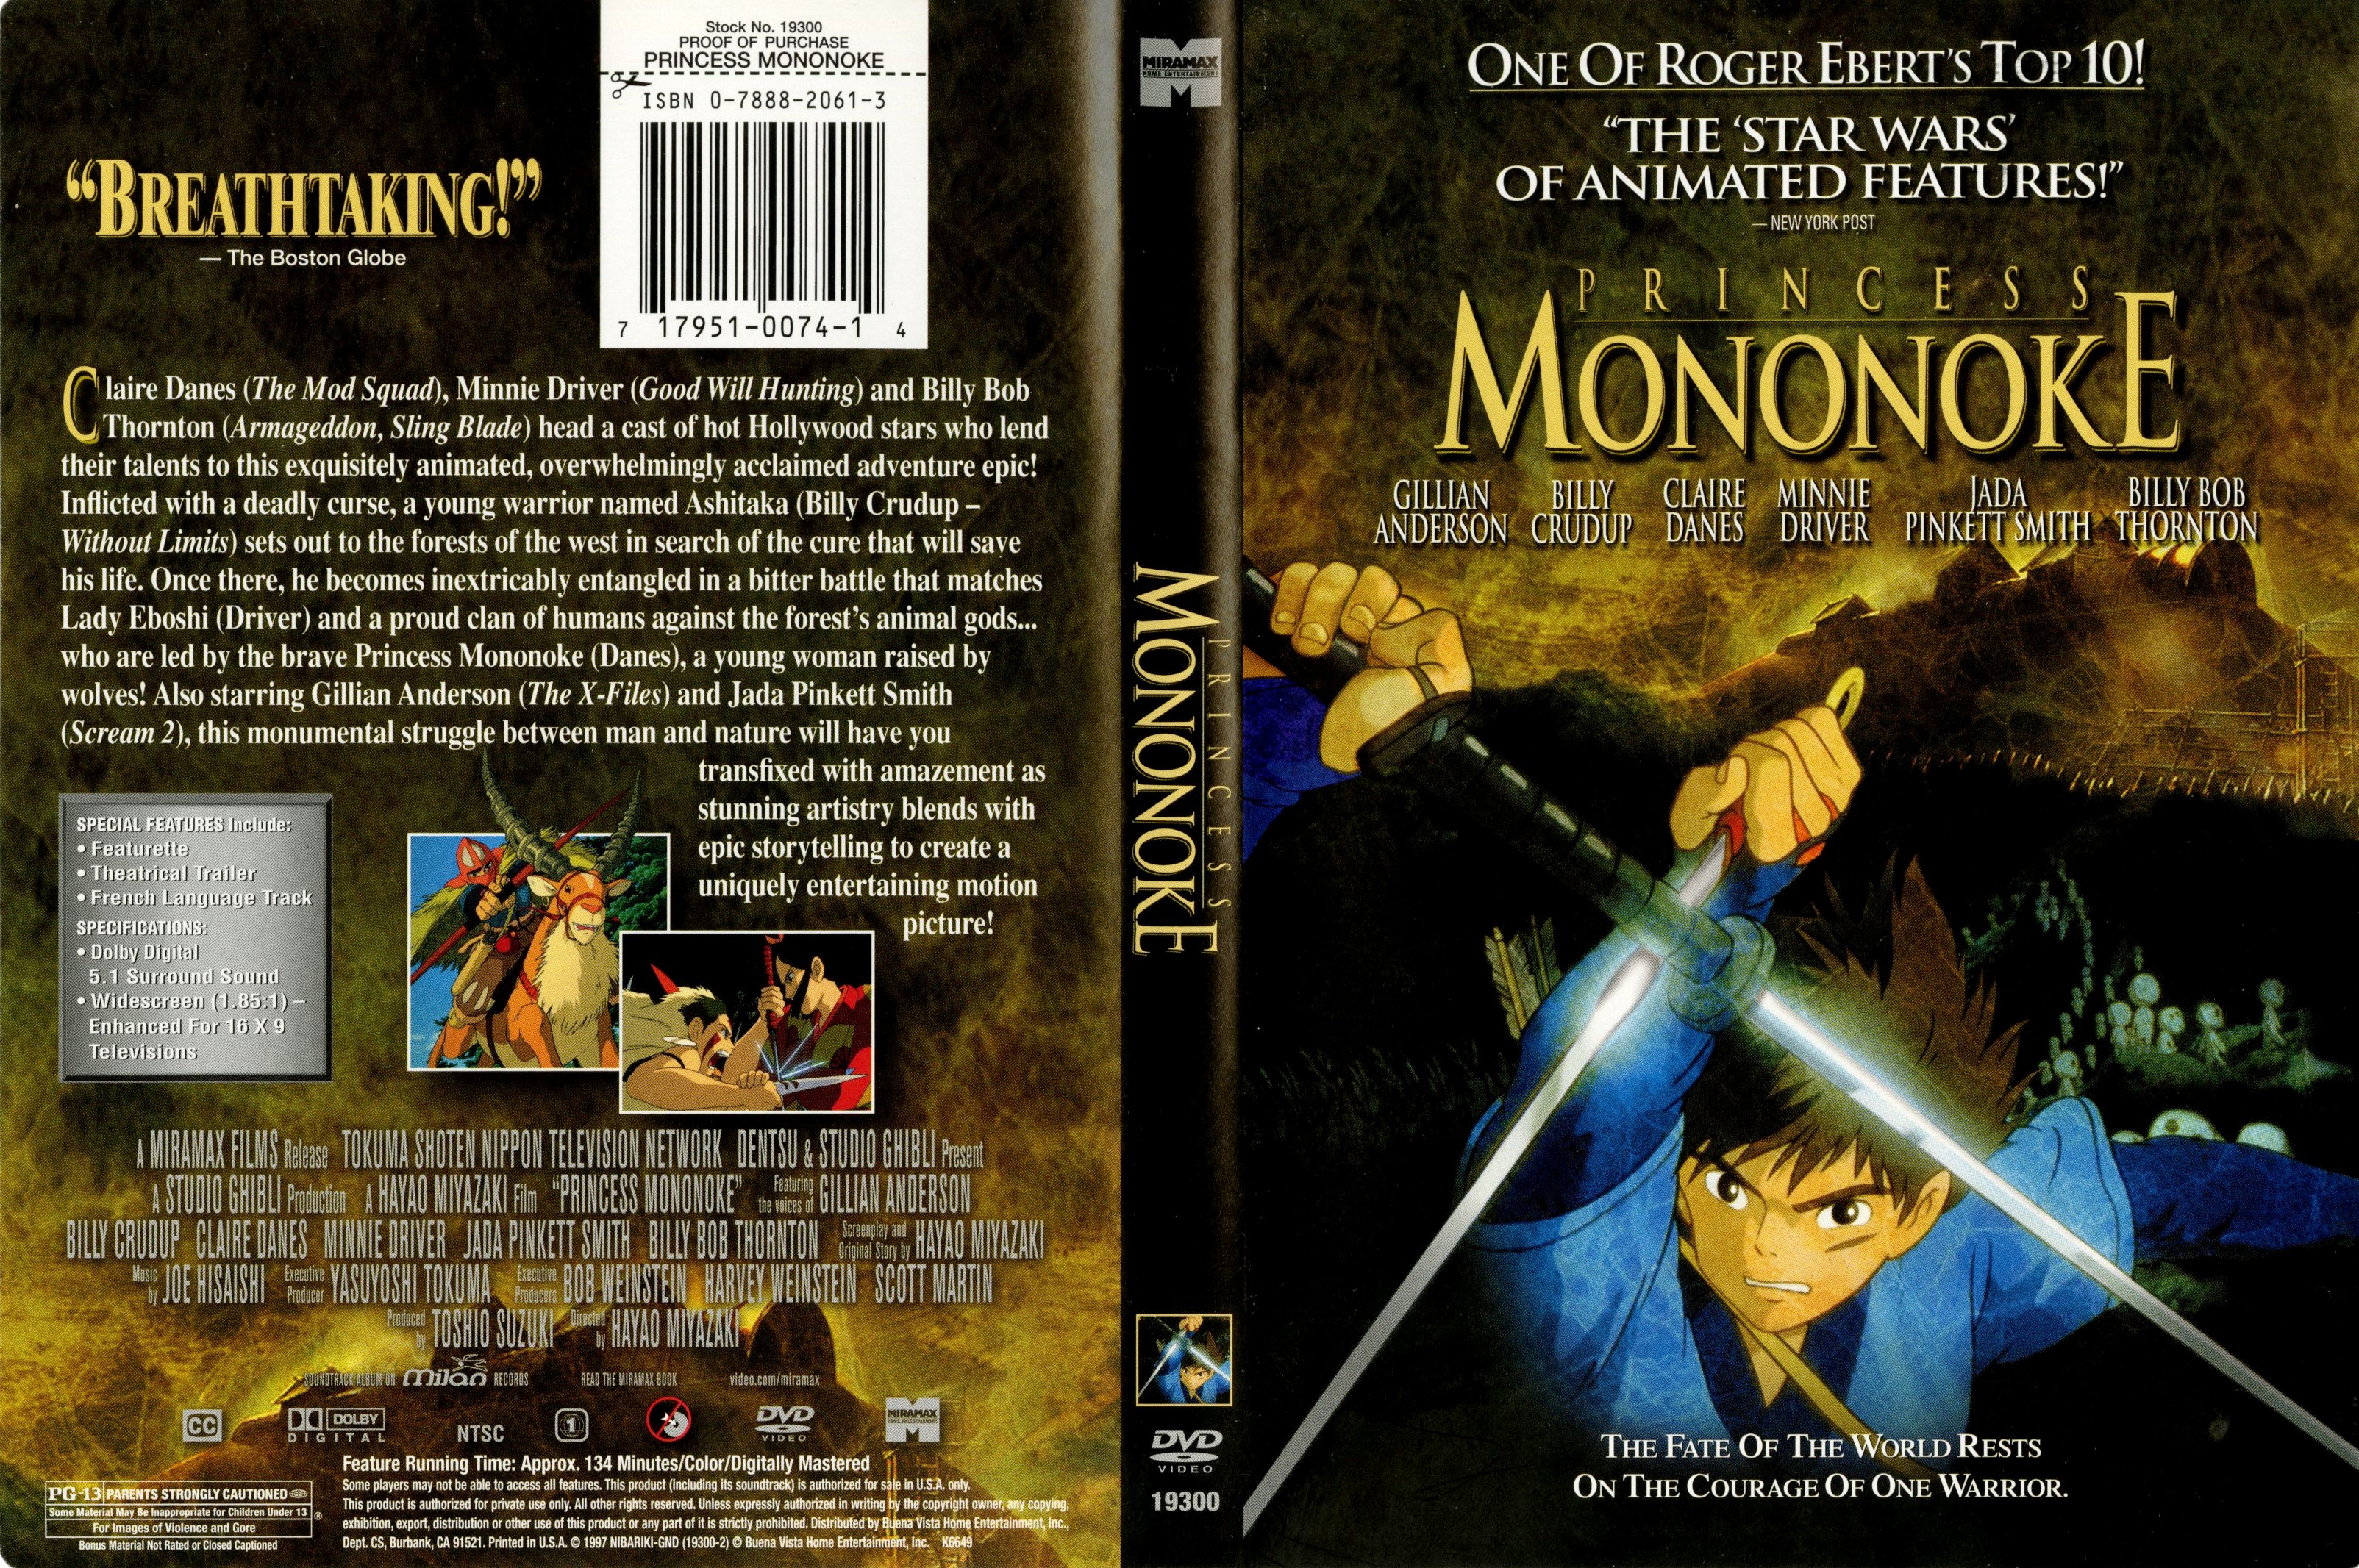 Stock No. 19300
PROOF OF PURCHASE
PRINCESS MONONOKE
ISBN 0-7888-2061-3
7 17951-0074-1 4
“BREATHTAKING!”
— The Boston Globe
Claire Danes (The Mod Squad), Minnie Driver (Good Will Hunting) and Billy Bob
Thornton (Armageddon, Sling Blade) head a cast of hot Hollywood stars who lend
their talents to this exquisitely animated, overwhelmingly acclaimed adventure epic!
Inflicted with a deadly curse, a young warrior named Ashitaka (Billy Crudup –
Without Limits) sets out to the forests of the west in search of the cure that will save
his life. Once there, he becomes inextricably entangled in a bitter battle that matches
Lady Eboshi (Driver) and a proud clan of humans against the forest’s animal gods...
who are led by the brave Princess Mononoke (Danes), a young woman raised by
wolves! Also starring Gillian Anderson (The X-Files) and Jada Pinkett Smith
(Scream 2), this monumental struggle between man and nature will have you
transfixed with amazement as
stunning artistry blends with
epic storytelling to create a
uniquely entertaining motion
picture!
SPECIAL FEATURES Include:
• Featurette
• Theatrical Trailer
• French Language Track
SPECIFICATIONS:
• Dolby Digital
5.1 Surround Sound
• Widescreen (1.85:1) –
Enhanced For 16 X 9
Televisions
A MIRAMAX FILMS Release TOKUMA SHOTEN NIPPON TELEVISION NETWORK DENTSU & STUDIO GHIBLI Present
A STUDIO GHIBLI Production A HAYAO MIYAZAKI Film “PRINCESS MONONOKE” Featuring the voices of GILLIAN ANDERSON
BILLY CRUDUP CLAIRE DANES MINNIE DRIVER JADA PINKETT SMITH BILLY BOB THORNTON Screenplay and Original Story by HAYAO MIYAZAKI
Music by JOE HISAISHI Executive Producer YASUYOSHI TOKUMA Executive Producers BOB WEINSTEIN HARVEY WEINSTEIN SCOTT MARTIN
Produced by TOSHIO SUZUKI Directed by HAYAO MIYAZAKI
SOUNDTRACK ALBUM ON milan RECORDS READ THE MIRAMAX BOOK video.com/miramax
CC DOLBY DIGITAL NTSC 1 DVD VIDEO MIRAMAX HOME ENTERTAINMENT
Feature Running Time: Approx. 134 Minutes/Color/Digitally Mastered
Some players may not be able to access all features. This product (including its soundtrack) is authorized for sale in U.S.A. only.
This product is authorized for private use only. All other rights reserved. Unless expressly authorized in writing by the copyright owner, any copying,
exhibition, export, distribution or other use of this product or any part of it is strictly prohibited. Distributed by Buena Vista Home Entertainment, Inc.,
Dept. CS, Burbank, CA 91521. Printed in U.S.A. © 1997 NIBARIKI-GND (19300-2) © Buena Vista Home Entertainment, Inc. K6649
PG-13 PARENTS STRONGLY CAUTIONED
Some Material May Be Inappropriate for Children Under 13 ®
For Images of Violence and Gore
Bonus Material Not Rated or Closed Captioned
MIRAMAX
HOME ENTERTAINMENT
PRINCESS
MONONOKE
DVD
VIDEO
19300
ONE OF ROGER EBERT’S TOP 10!
“THE ‘STAR WARS’
OF ANIMATED FEATURES!”
— NEW YORK POST
PRINCESS
MONONOKE
GILLIAN ANDERSON BILLY CRUDUP CLAIRE DANES MINNIE DRIVER JADA PINKETT SMITH BILLY BOB THORNTON
THE FATE OF THE WORLD RESTS
ON THE COURAGE OF ONE WARRIOR.